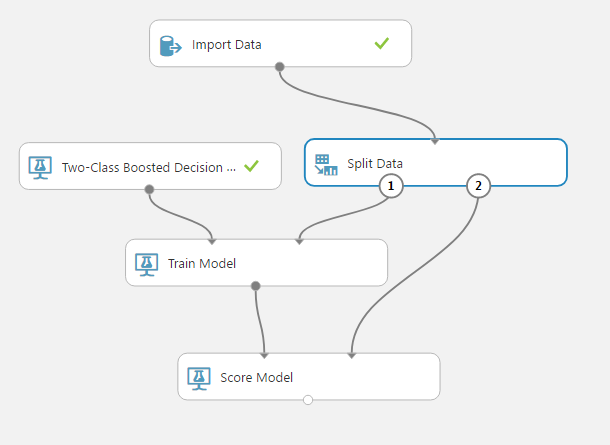 Import Data
Two-Class Boosted Decision ...
Split Data
1
2
Train Model
Score Model